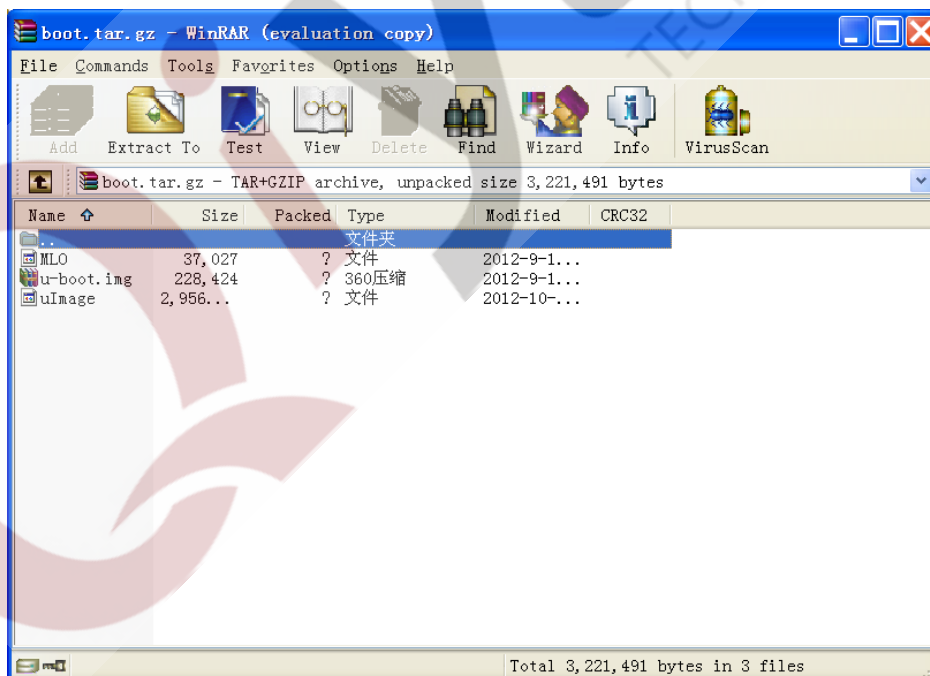 boot.tar.gz - WinRAR (evaluation copy)
File Commands Tools Favorites Options Help
Add Extract To Test View Delete Find Wizard Info VirusScan
boot.tar.gz - TAR+GZIP archive, unpacked size 3,221,491 bytes
Name Size Packed Type Modified CRC32
.. 文件夹
MLO 37,027 ? 文件 2012-9-1...
u-boot.img 228,424 ? 360压缩 2012-9-1...
uImage 2,956... ? 文件 2012-10-...
Total 3,221,491 bytes in 3 files